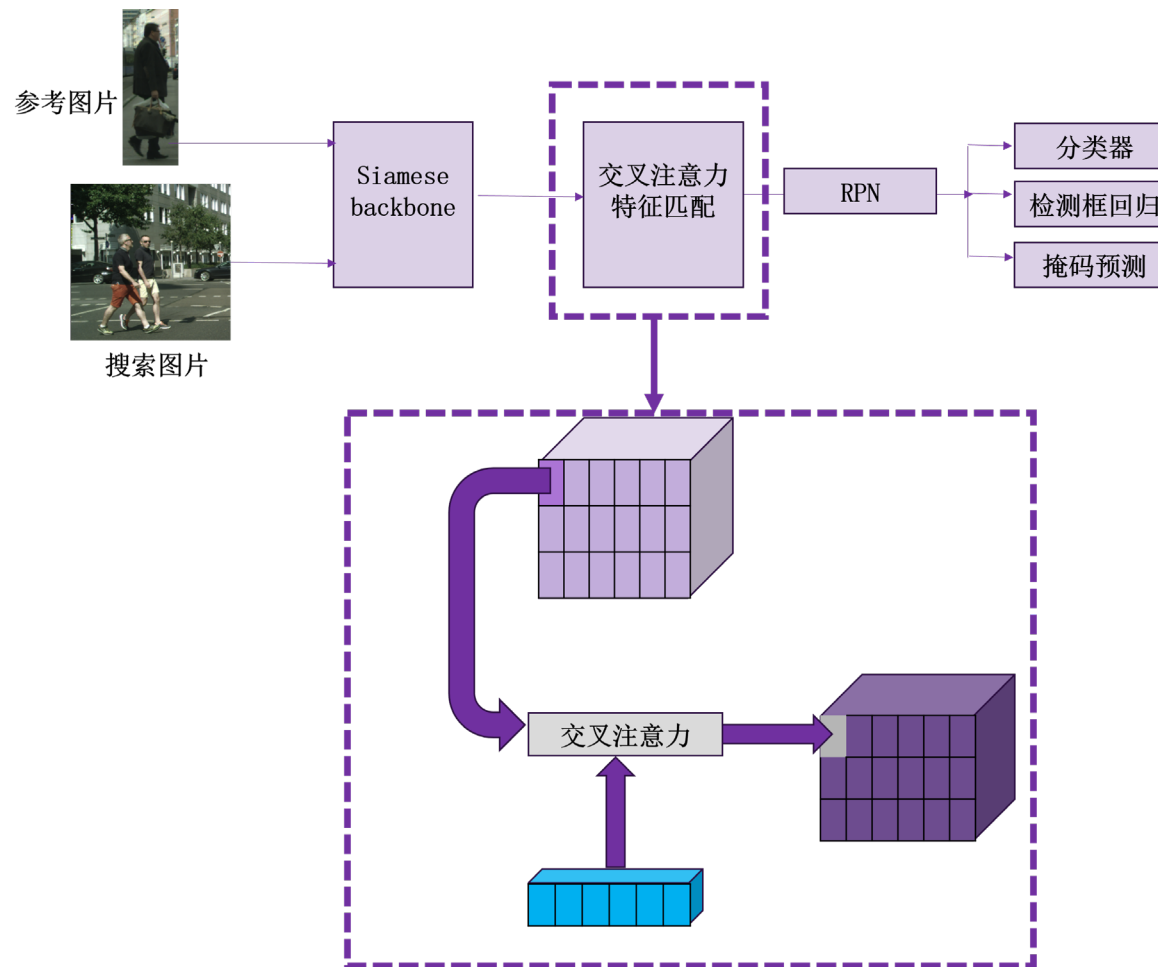 参考图片
搜索图片
Siamese
backbone
交叉注意力
特征匹配
RPN
分类器
检测框回归
掩码预测
交叉注意力